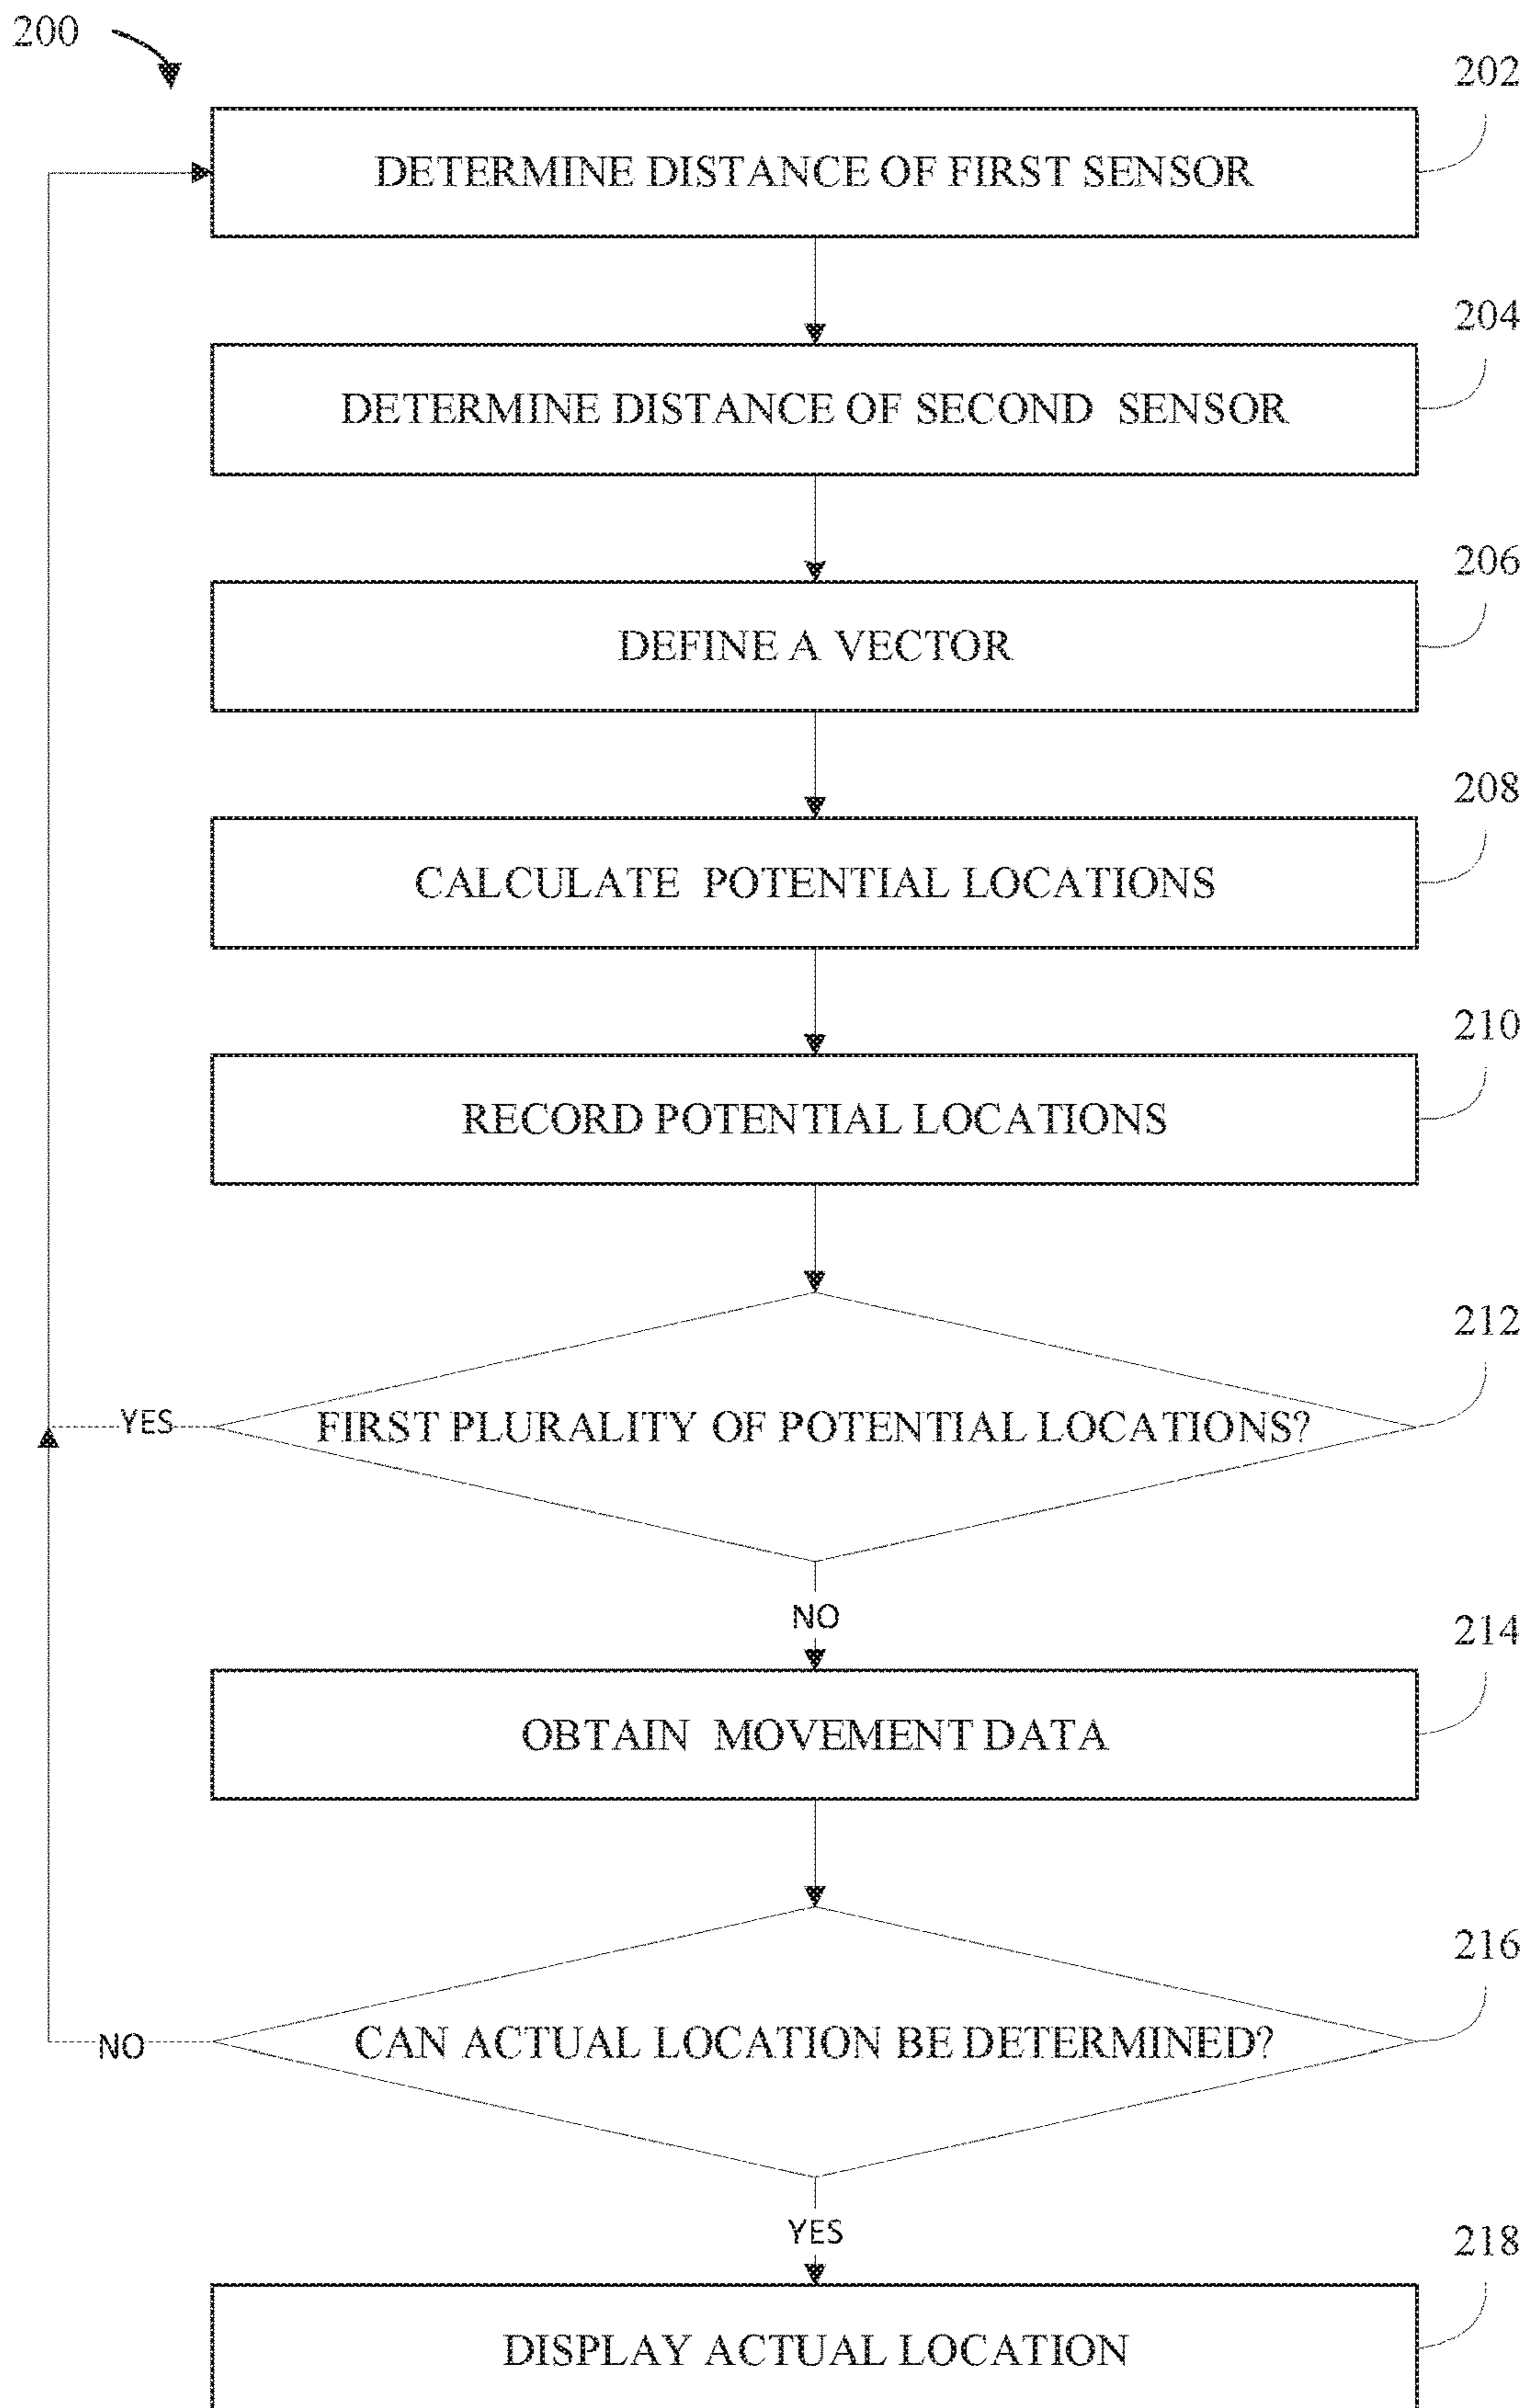 200
202
DETERMINE DISTANCE OF FIRST SENSOR
204
DETERMINE DISTANCE OF SECOND SENSOR
206
DEFINE A VECTOR
208
CALCULATE POTENTIAL LOCATIONS
210
RECORD POTENTIAL LOCATIONS
212
YES
FIRST PLURALITY OF POTENTIAL LOCATIONS?
NO
214
OBTAIN MOVEMENT DATA
216
NO
CAN ACTUAL LOCATION BE DETERMINED?
YES
218
DISPLAY ACTUAL LOCATION